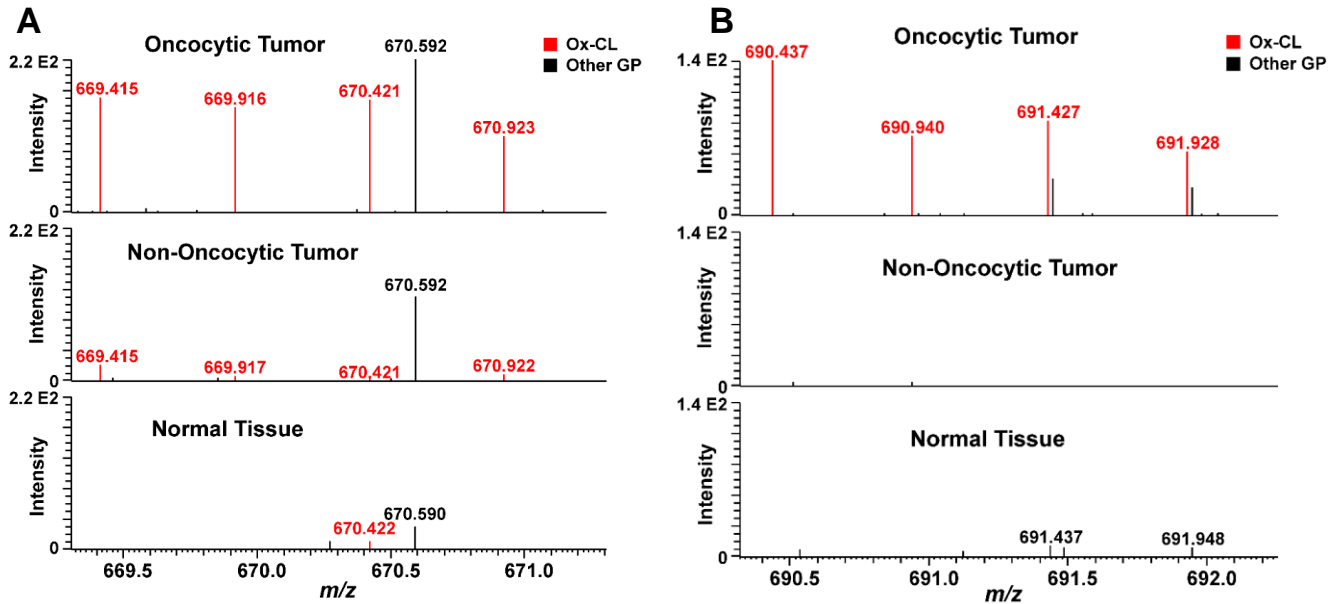 A
Oncocytic Tumor
670.592
Ox-CL
Other GP
2.2 E2
669.415
669.916
670.421
670.923
Intensity
0
2.2 E2
Non-Oncocytic Tumor
670.592
Intensity
669.415
669.917
670.421
670.922
0
2.2 E2
Normal Tissue
Intensity
670.422
670.590
0
669.5
670.0
670.5
671.0
m/z
B
Oncocytic Tumor
Ox-CL
Other GP
690.437
1.4 E2
690.940
691.427
691.928
Intensity
0
1.4 E2
Non-Oncocytic Tumor
Intensity
0
1.4 E2
Normal Tissue
Intensity
691.437
691.948
0
690.5
691.0
691.5
692.0
m/z